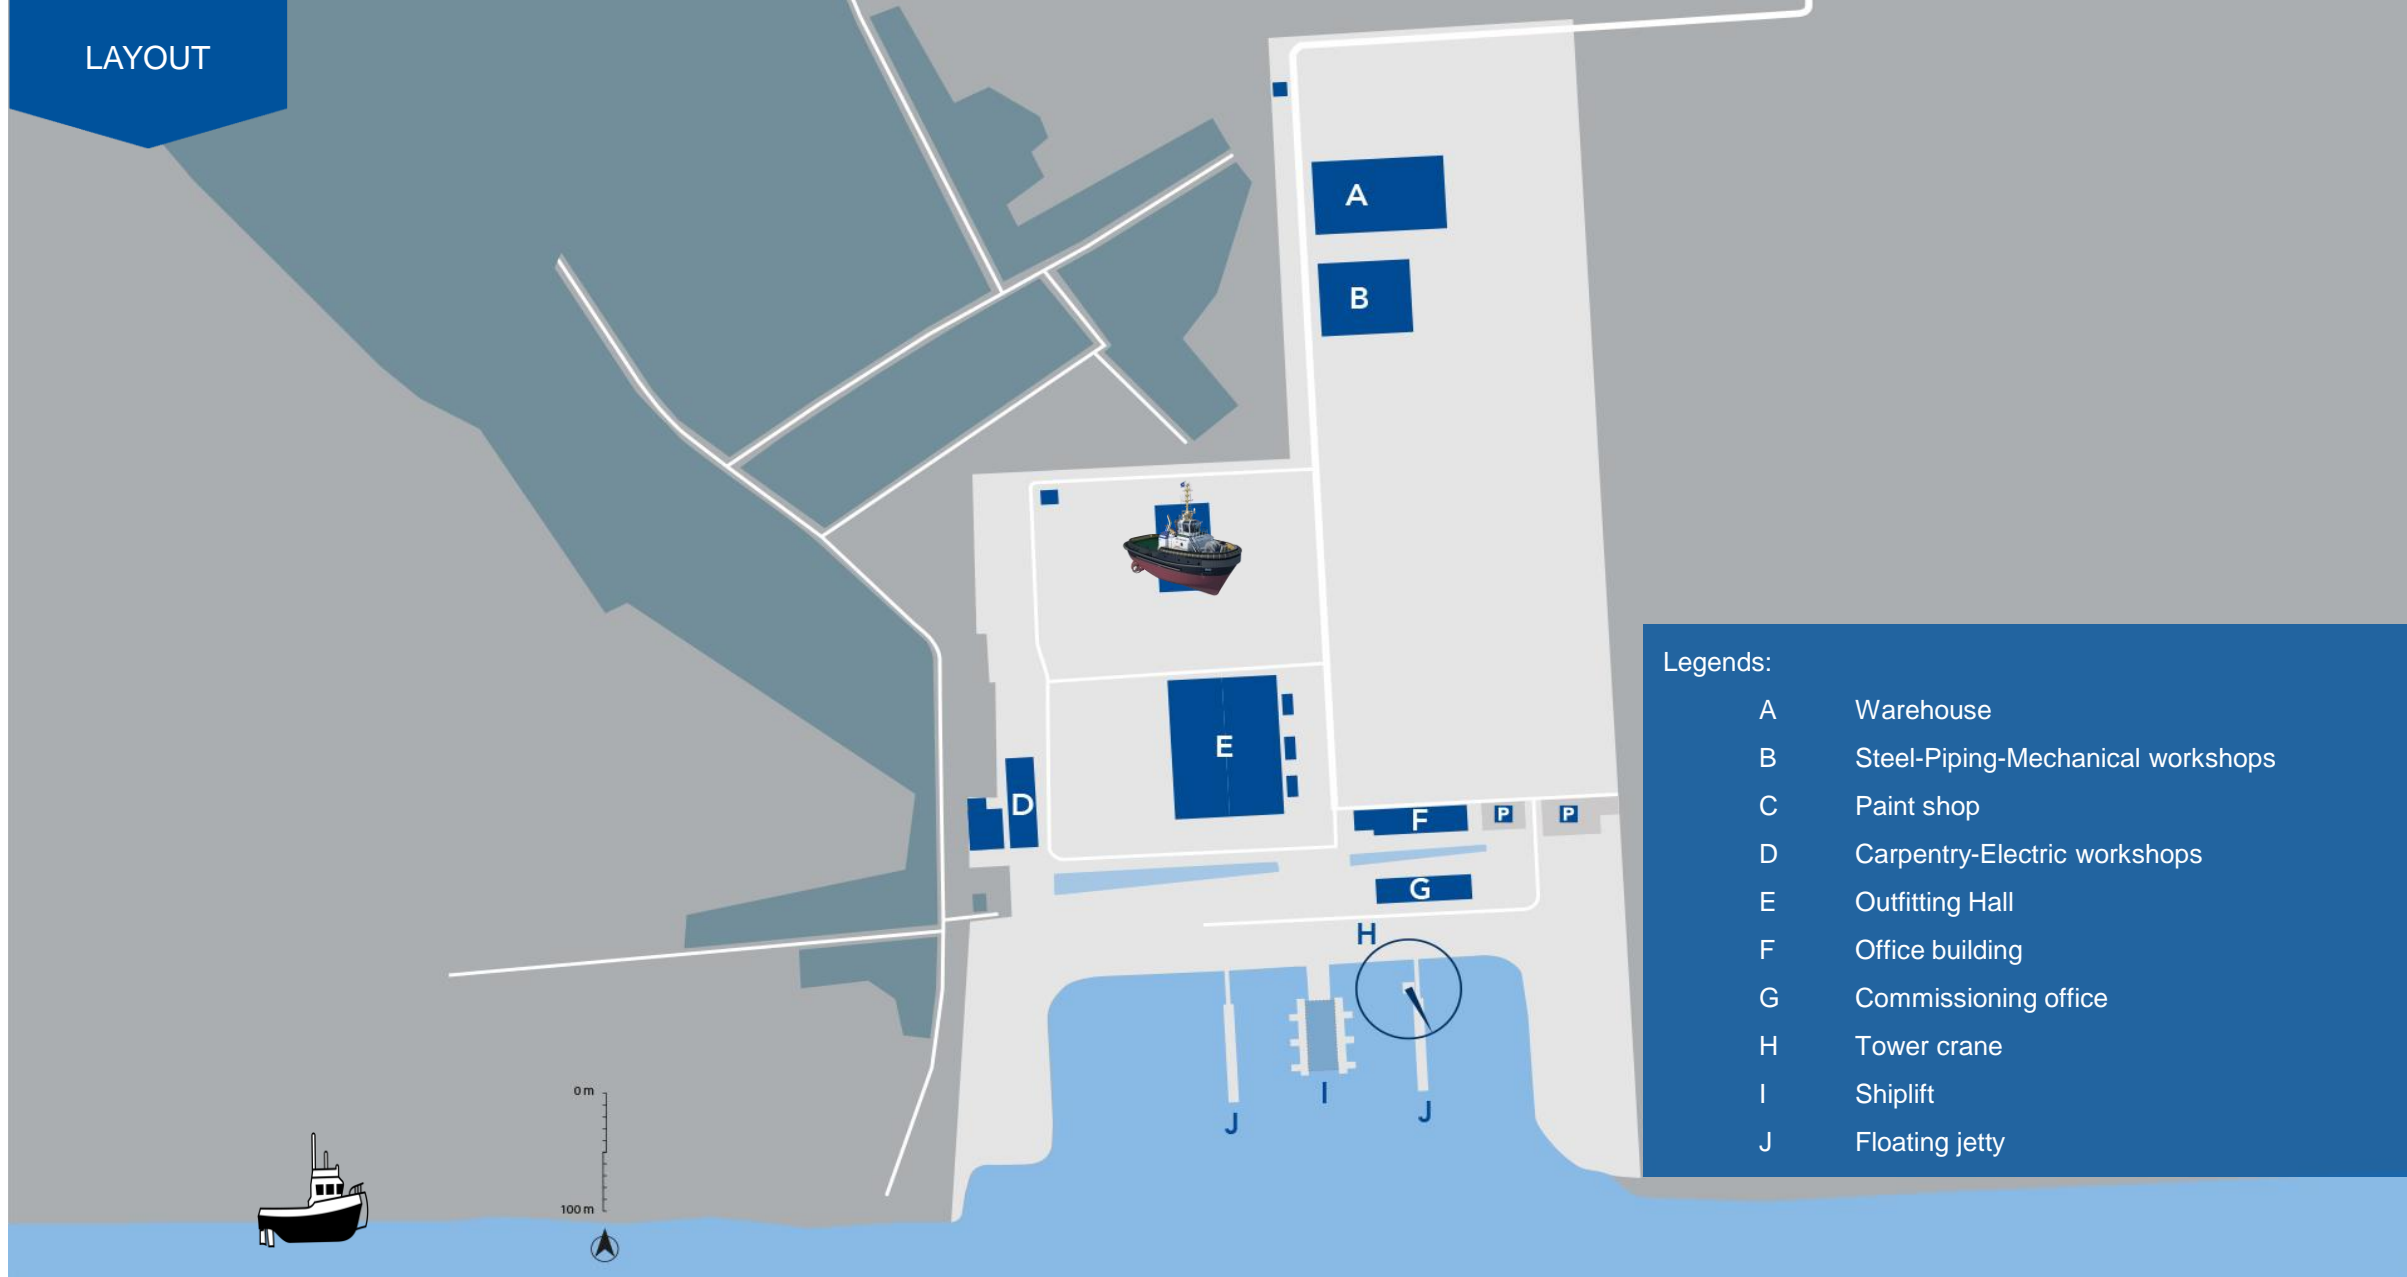 LAYOUT
A
B
E
D
F
P
P
G
H
I
J
J
0 m
100 m
Legends:
A Warehouse
B Steel-Piping-Mechanical workshops
C Paint shop
D Carpentry-Electric workshops
E Outfitting Hall
F Office building
G Commissioning office
H Tower crane
I Shiplift
J Floating jetty